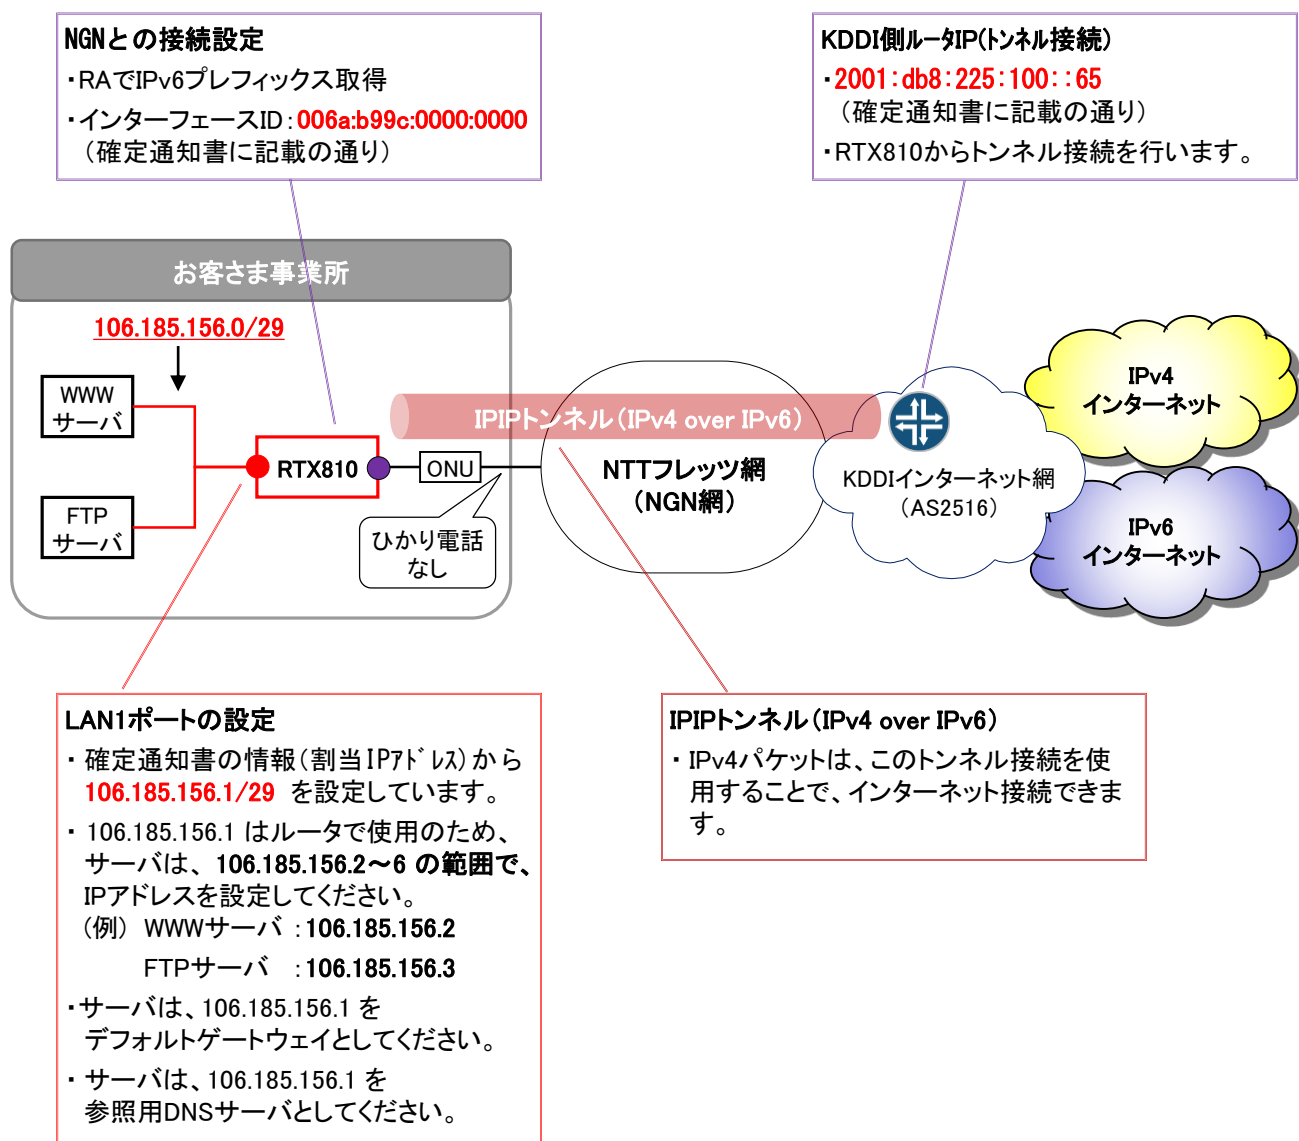 NGNとの接続設定
・RAでIPv6プレフィックス取得
・インターフェースID:006a:b99c:0000:0000
(確定通知書に記載の通り)
KDDI側ルータIP(トンネル接続)
・2001:db8:225:100::65
(確定通知書に記載の通り)
・RTX810からトンネル接続を行います。
お客さま事業所
106.185.156.0/29
WWW
サーバ
FTP
サーバ
RTX810
ONU
ひかり電話
なし
IPIPトンネル(IPv4 over IPv6)
NTTフレッツ網
(NGN網)
KDDIインターネット網
(AS2516)
IPv4
インターネット
IPv6
インターネット
LAN1ポートの設定
・ 確定通知書の情報(割当IPアドレス)から
106.185.156.1/29 を設定しています。
・ 106.185.156.1 はルータで使用のため、
サーバは、106.185.156.2～6 の範囲で、
IPアドレスを設定してください。
(例) WWWサーバ :106.185.156.2
FTPサーバ :106.185.156.3
・サーバは、106.185.156.1 を
デフォルトゲートウェイとしてください。
・ サーバは、106.185.156.1 を
参照用DNSサーバとしてください。
IPIPトンネル(IPv4 over IPv6)
・ IPv4パケットは、このトンネル接続を使
用することで、インターネット接続できま
す。